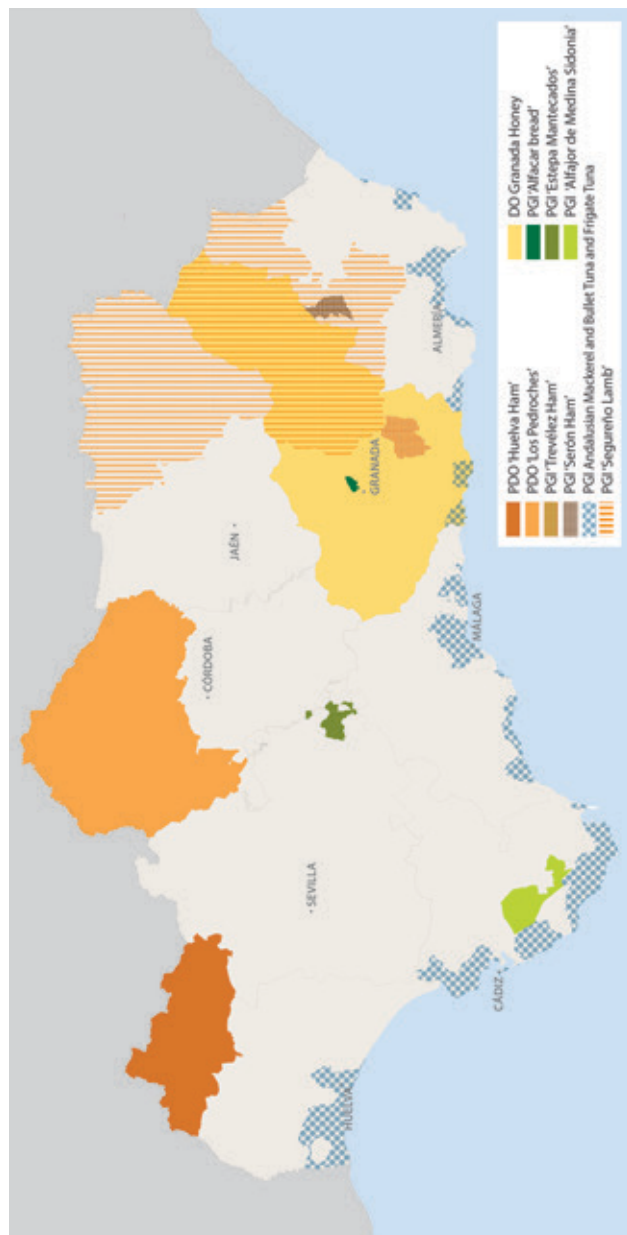 HUELVA
SEVILLA
CÓRDOBA
JAÉN
CÁDIZ
MÁLAGA
GRANADA
ALMERÍA
PDO 'Huelva Ham'
PDO 'Los Pedroches'
PGI 'Trevélez Ham'
PGI 'Serón Ham'
PGI Andalusian Mackerel and Bullet Tuna and Frigate Tuna
PGI 'Segureño Lamb'
DO Granada Honey
PGI 'Alfacar bread'
PGI 'Estepa Mantecados'
PGI 'Alfajor de Medina Sidonia'